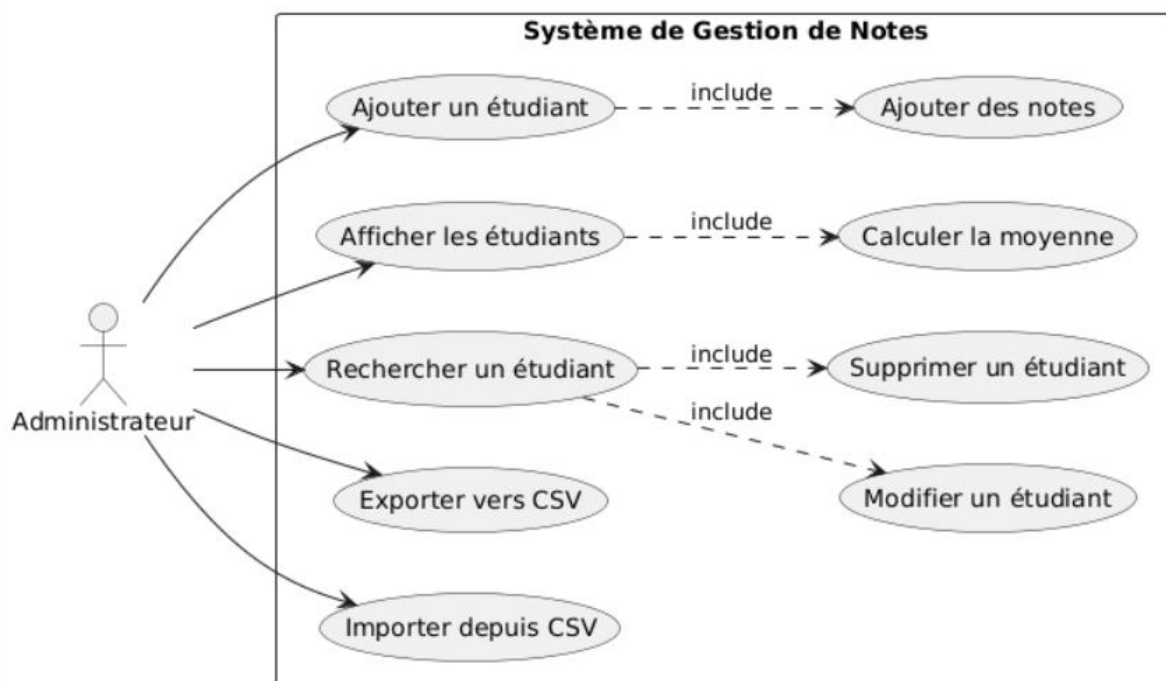 Système de Gestion de Notes
Ajouter un étudiant
include
Ajouter des notes
Afficher les étudiants
include
Calculer la moyenne
Rechercher un étudiant
include
Supprimer un étudiant
include
Administrateur
Exporter vers CSV
Modifier un étudiant
Importer depuis CSV